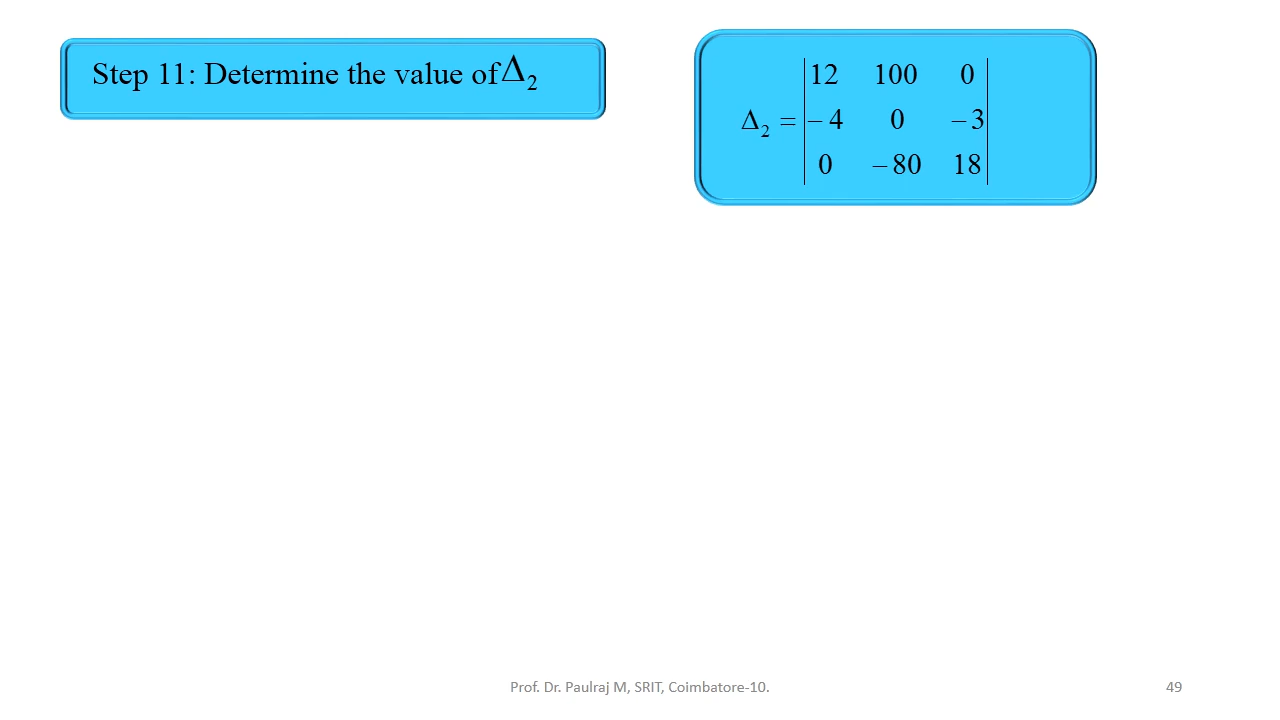 Step 11: Determine the value of Δ₂
12 100 0
Δ₂ = – 4 0 – 3
0 – 80 18
Prof. Dr. Paulraj M, SRIT, Coimbatore-10.
49